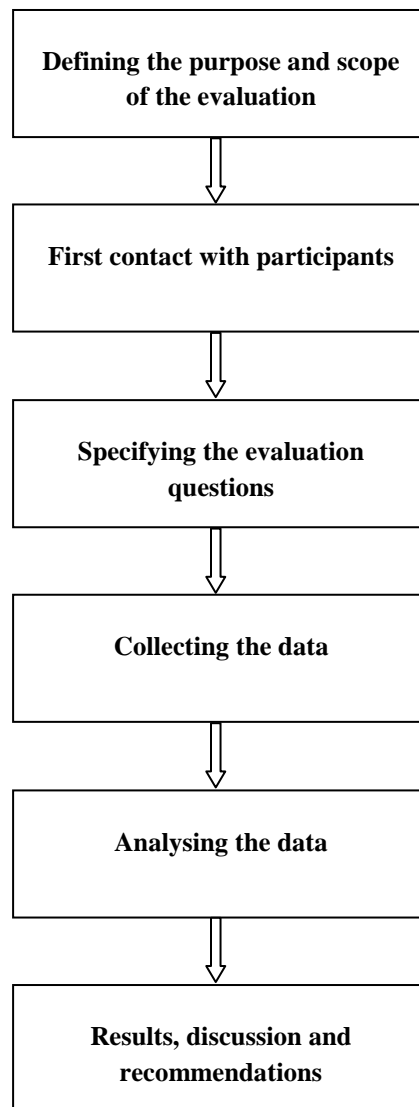 Defining the purpose and scope
of the evaluation
First contact with participants
Specifying the evaluation
questions
Collecting the data
Analysing the data
Results, discussion and
recommendations